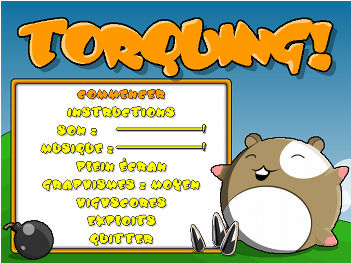 TORQUING!
COMMENCER
INSTRUCTIONS
SON :
MUSIQUE :
PLEIN ÉCRAN
GRAPHISMES : MOYEN
HIGHSCORES
EXPLOITS
QUITTER